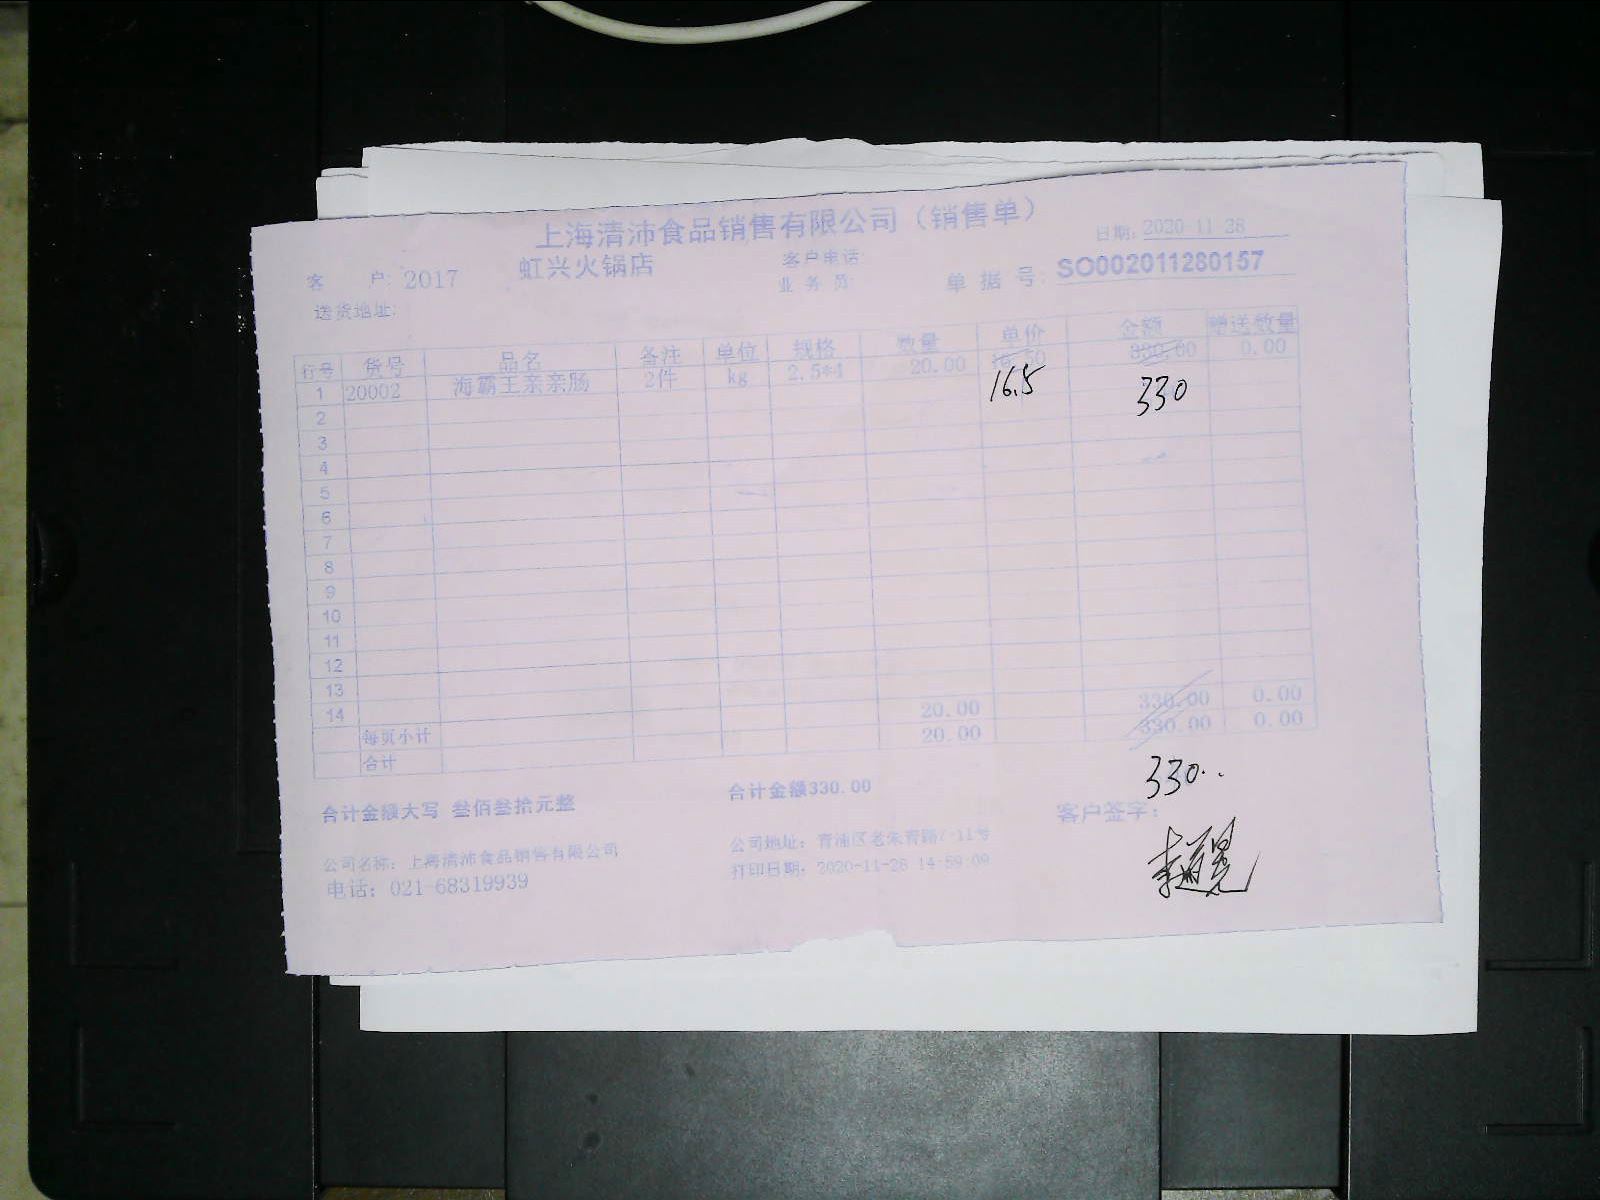 上海清沛食品销售有限公司（销售单）
日期: 2020-11-28
客 户: 2017 虹兴火锅店 客户电话:
业 务 员: 单 据 号: SO002011280157
送货地址:
行号 货号 品名 备注 单位 规格 数量 单价 金额 赠送数量
1 20002 海霸王亲亲肠 2件 kg 2.5*4 20.00 16.50 330.00 0.00
16.5 330
2
3
4
5
6
7
8
9
10
11
12
13
14
每页小计 20.00 330.00 0.00
合计 20.00 330.00 0.00
330..
合计金额大写 叁佰叁拾元整 合计金额330.00
客户签字:
公司名称: 上海清沛食品销售有限公司 公司地址: 青浦区老朱青路
电话: 021-68319939 打印日期: 2020-11-28 14:59:09